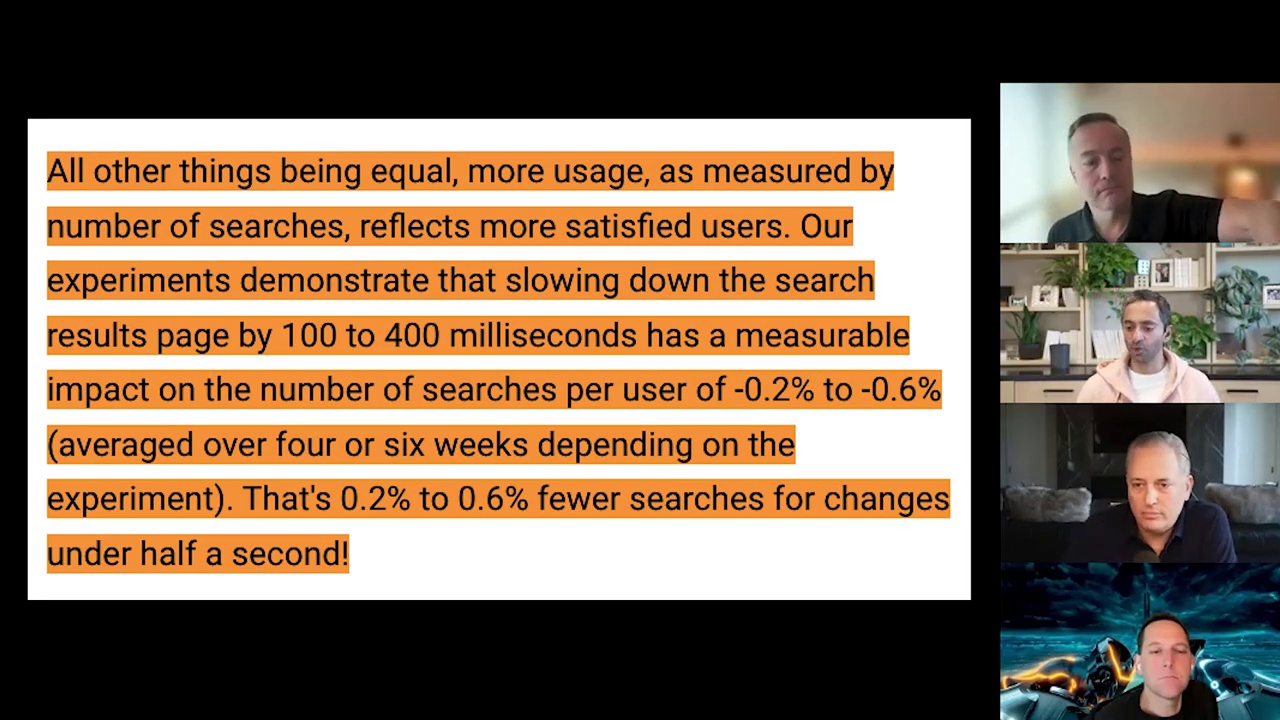 All other things being equal, more usage, as measured by
number of searches, reflects more satisfied users. Our
experiments demonstrate that slowing down the search
results page by 100 to 400 milliseconds has a measurable
impact on the number of searches per user of -0.2% to -0.6%
(averaged over four or six weeks depending on the
experiment). That's 0.2% to 0.6% fewer searches for changes
under half a second!